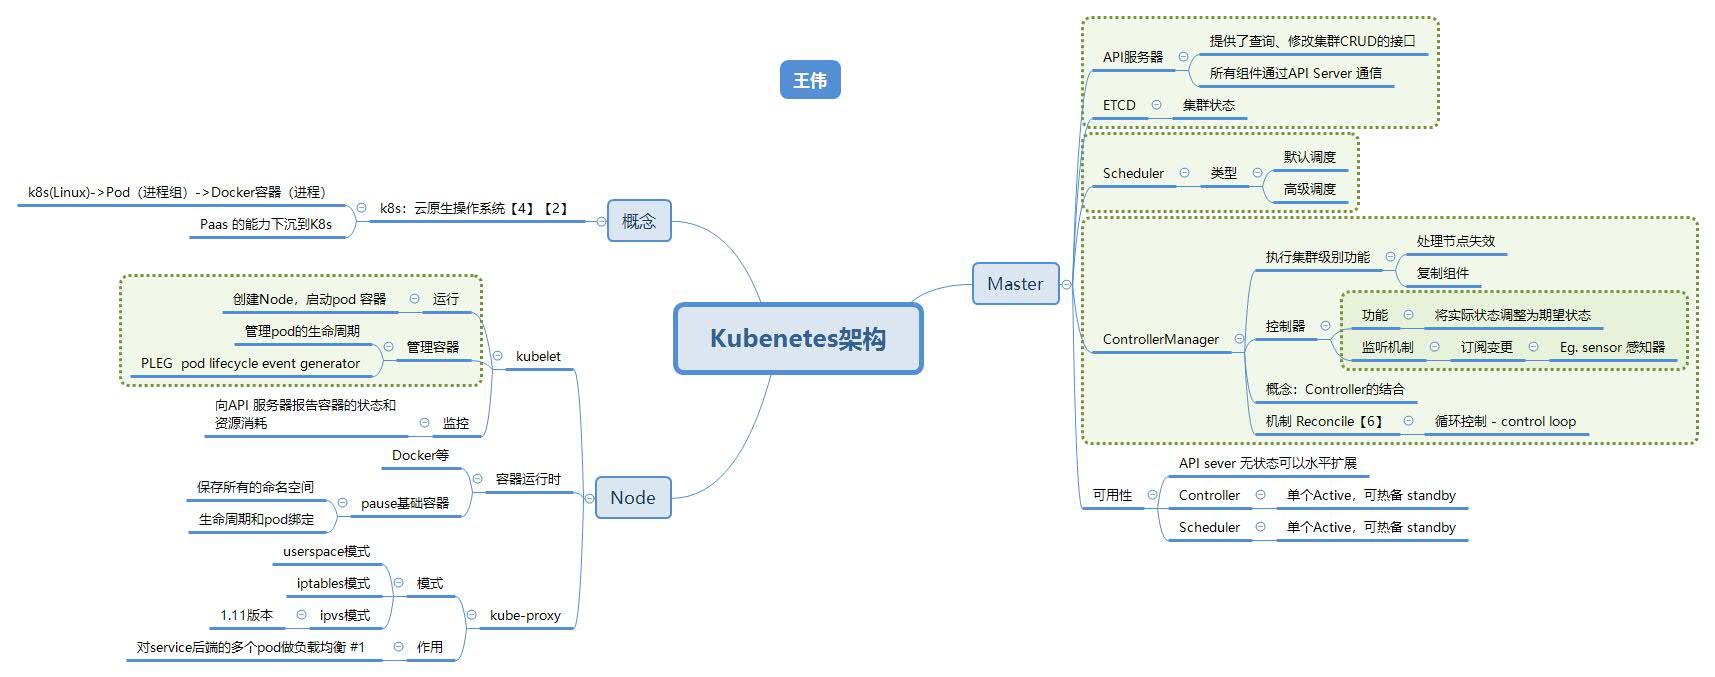 王伟
Kubenetes架构
概念
k8s：云原生操作系统【4】【2】
k8s(Linux)->Pod（进程组）->Docker容器（进程）
Paas 的能力下沉到K8s
Node
kubelet
运行
创建Node，启动pod 容器
管理容器
管理pod的生命周期
PLEG  pod lifecycle event generator
监控
向API 服务器报告容器的状态和
资源消耗
容器运行时
Docker等
pause基础容器
保存所有的命名空间
生命周期和pod绑定
kube-proxy
模式
userspace模式
iptables模式
ipvs模式
1.11版本
作用
对service后端的多个pod做负载均衡 #1
Master
API服务器
提供了查询、修改集群CRUD的接口
所有组件通过API Server 通信
ETCD
集群状态
Scheduler
类型
默认调度
高级调度
ControllerManager
执行集群级别功能
处理节点失效
复制组件
控制器
功能
将实际状态调整为期望状态
监听机制
订阅变更
Eg. sensor 感知器
概念：Controller的结合
机制 Reconcile【6】
循环控制 - control loop
可用性
API sever 无状态可以水平扩展
Controller
单个Active，可热备 standby
Scheduler
单个Active，可热备 standby